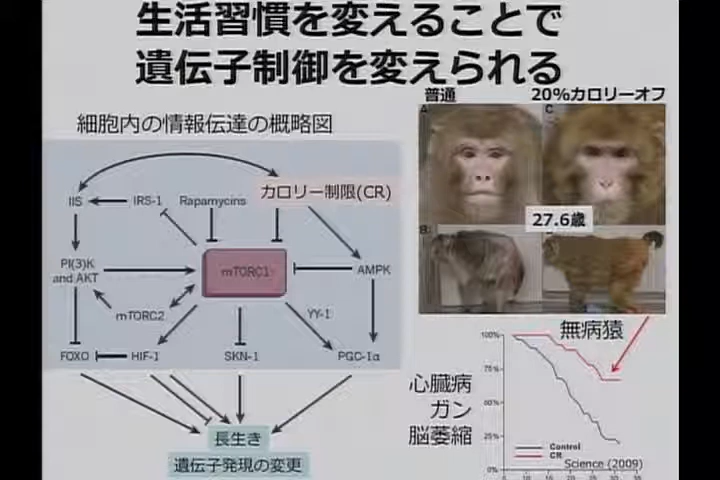 生活習慣を変えることで
遺伝子制御を変えられる
細胞内の情報伝達の概略図
IIS
IRS-1
Rapamycins
カロリー制限(CR)
PI(3)K
and AKT
mTORC1
AMPK
mTORC2
YY-1
FOXO
HIF-1
SKN-1
PGC-1α
長生き
遺伝子発現の変更
普通
20%カロリーオフ
A
C
27.6歳
B
無病猿
心臓病
ガン
脳萎縮
100%
75%
50%
25%
Control
CR
Science (2009)